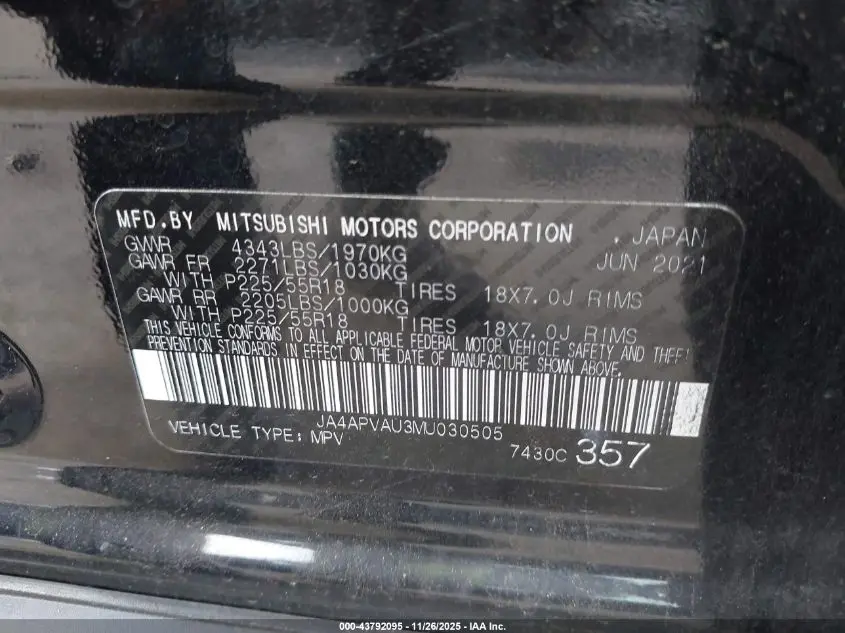 MFD.BY MITSUBISHI MOTORS CORPORATION , JAPAN
GVWR 4343LBS/1970KG JUN 2021
GAWR FR 2271LBS/1030KG
WITH P225/55R18 TIRES 18X7.0J RIMS
GAWR RR 2205LBS/1000KG
WITH P225/55R18 TIRES 18X7.0J RIMS
THIS VEHICLE CONFORMS TO ALL APPLICABLE FEDERAL MOTOR VEHICLE SAFETY AND THEFT
PREVENTION STANDARDS IN EFFECT ON THE DATE OF MANUFACTURE SHOWN ABOVE.
JA4APVAU3MU030505
VEHICLE TYPE: MPV 7430C 357
000-43792095 - 11/26/2025 - IAA Inc.